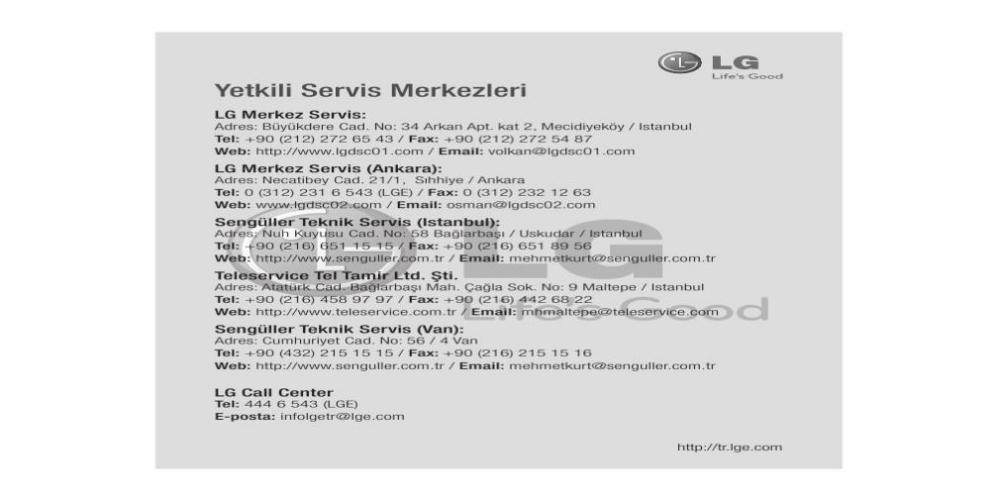 LG
Life's Good
Yetkili Servis Merkezleri
LG Merkez Servis:
Adres: Büyükdere Cad. No: 34 Arkan Apt. kat 2, Mecidiyeköy / Istanbul
Tel: +90 (212) 272 65 43 / Fax: +90 (212) 272 54 87
Web: http://www.lgdsc01.com / Email: volkan@lgdsc01.com
LG Merkez Servis (Ankara):
Adres: Necatibey Cad. 21/1, Sıhhiye / Ankara
Tel: 0 (312) 231 6 543 (LGE) / Fax: 0 (312) 232 12 63
Web: www.lgdsc02.com / Email: osman@lgdsc02.com
Sengüller Teknik Servis (Istanbul):
Adres: Nuh Kuyusu Cad. No: 58 Bağlarbaşı / Uskudar / Istanbul
Tel: +90 (216) 651 15 15 / Fax: +90 (216) 651 89 56
Web: http://www.senguller.com.tr / Email: mehmetkurt@senguller.com.tr
Teleservice Tel Tamir Ltd. Şti.
Adres: Atatürk Cad. Bağlarbaşı Mah. Çağla Sok. No: 9 Maltepe / Istanbul
Tel: +90 (216) 458 97 97 / Fax: +90 (216) 442 68 22
Web: http://www.teleservice.com.tr / Email: mhmaltepe@teleservice.com
Sengüller Teknik Servis (Van):
Adres: Cumhuriyet Cad. No: 56 / 4 Van
Tel: +90 (432) 215 15 15 / Fax: +90 (216) 215 15 16
Web: http://www.senguller.com.tr / Email: mehmetkurt@senguller.com.tr
LG Call Center
Tel: 444 6 543 (LGE)
E-posta: infolgetr@lge.com
LG
Life's Good
http://tr.lge.com